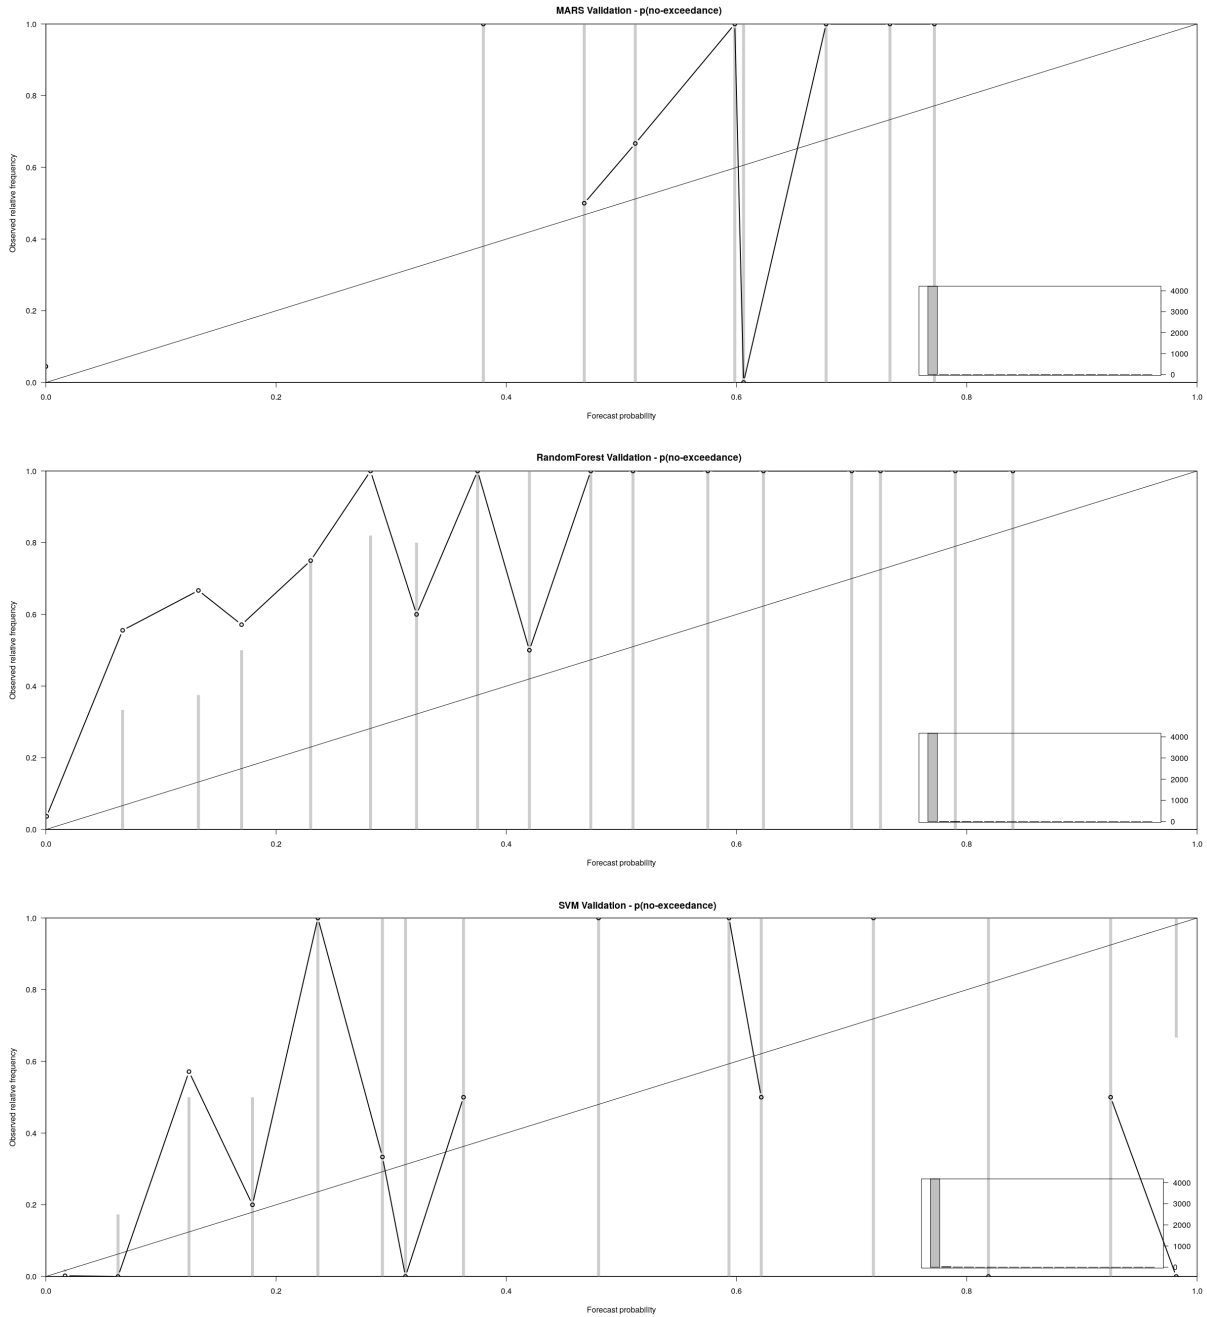 MARS Validation - p(no-exceedance)
Observed relative frequency
1.0
0.8
0.6
0.4
0.2
0.0
4000
3000
2000
1000
0
0.0 0.2 0.4 0.6 0.8 1.0
Forecast probability
RandomForest Validation - p(no-exceedance)
Observed relative frequency
1.0
0.8
0.6
0.4
0.2
0.0
4000
3000
2000
1000
0
0.0 0.2 0.4 0.6 0.8 1.0
Forecast probability
SVM Validation - p(no-exceedance)
Observed relative frequency
1.0
0.8
0.6
0.4
0.2
0.0
4000
3000
2000
1000
0
0.0 0.2 0.4 0.6 0.8 1.0
Forecast probability